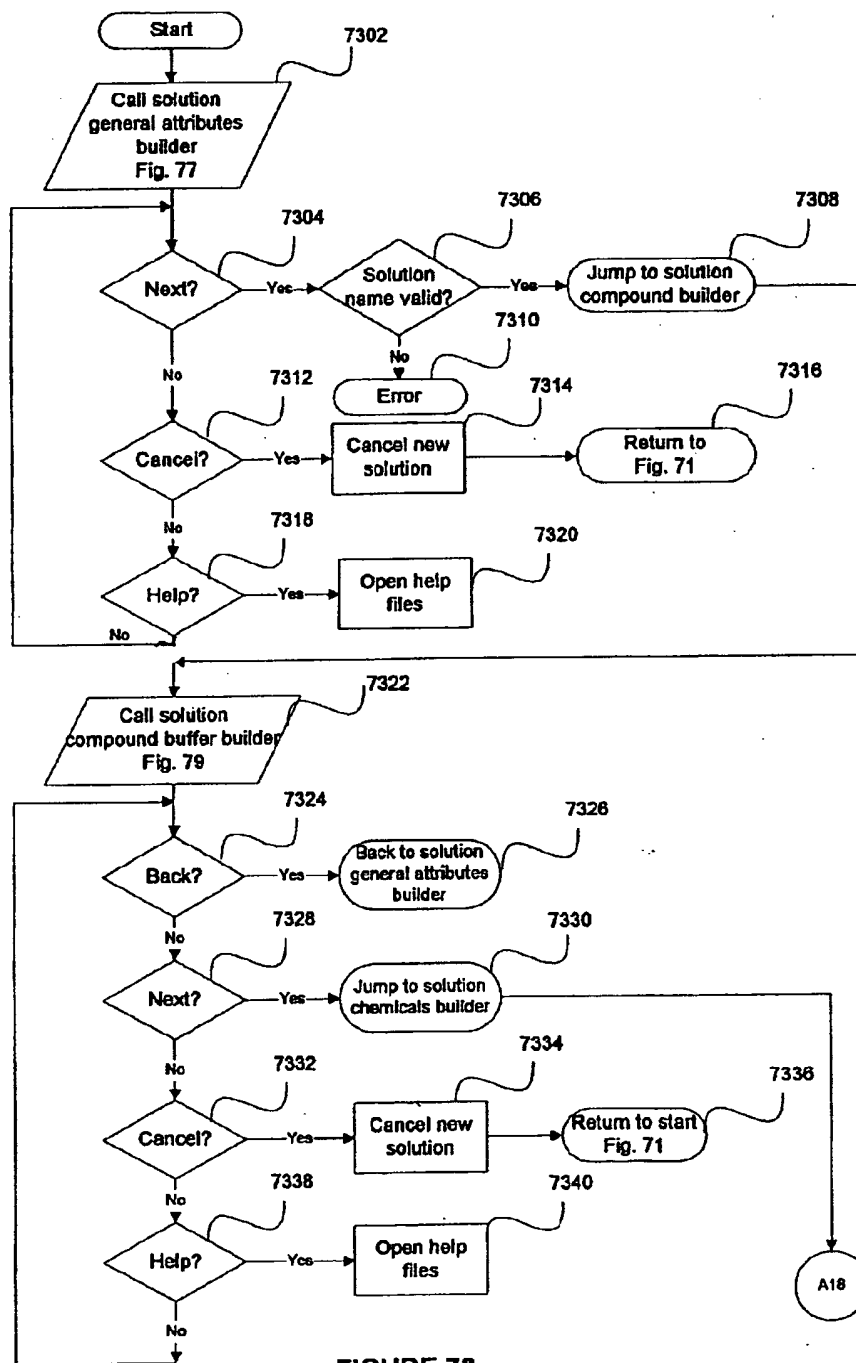 Start
7302
Call solution
general attributes
builder
Fig. 77
7304
7306
7308
Next?
Yes
Solution
name valid?
Yes
Jump to solution
compound builder
No
No
7310
Error
7312
7314
7316
Cancel?
Yes
Cancel new
solution
Return to
Fig. 71
No
7318
7320
Help?
Yes
Open help
files
No
7322
Call solution
compound buffer builder
Fig. 79
7324
7326
Back?
Yes
Back to solution
general attributes
builder
No
7328
7330
Next?
Yes
Jump to solution
chemicals builder
No
7332
7334
7336
Cancel?
Yes
Cancel new
solution
Return to start
Fig. 71
No
7338
7340
Help?
Yes
Open help
files
A18
No